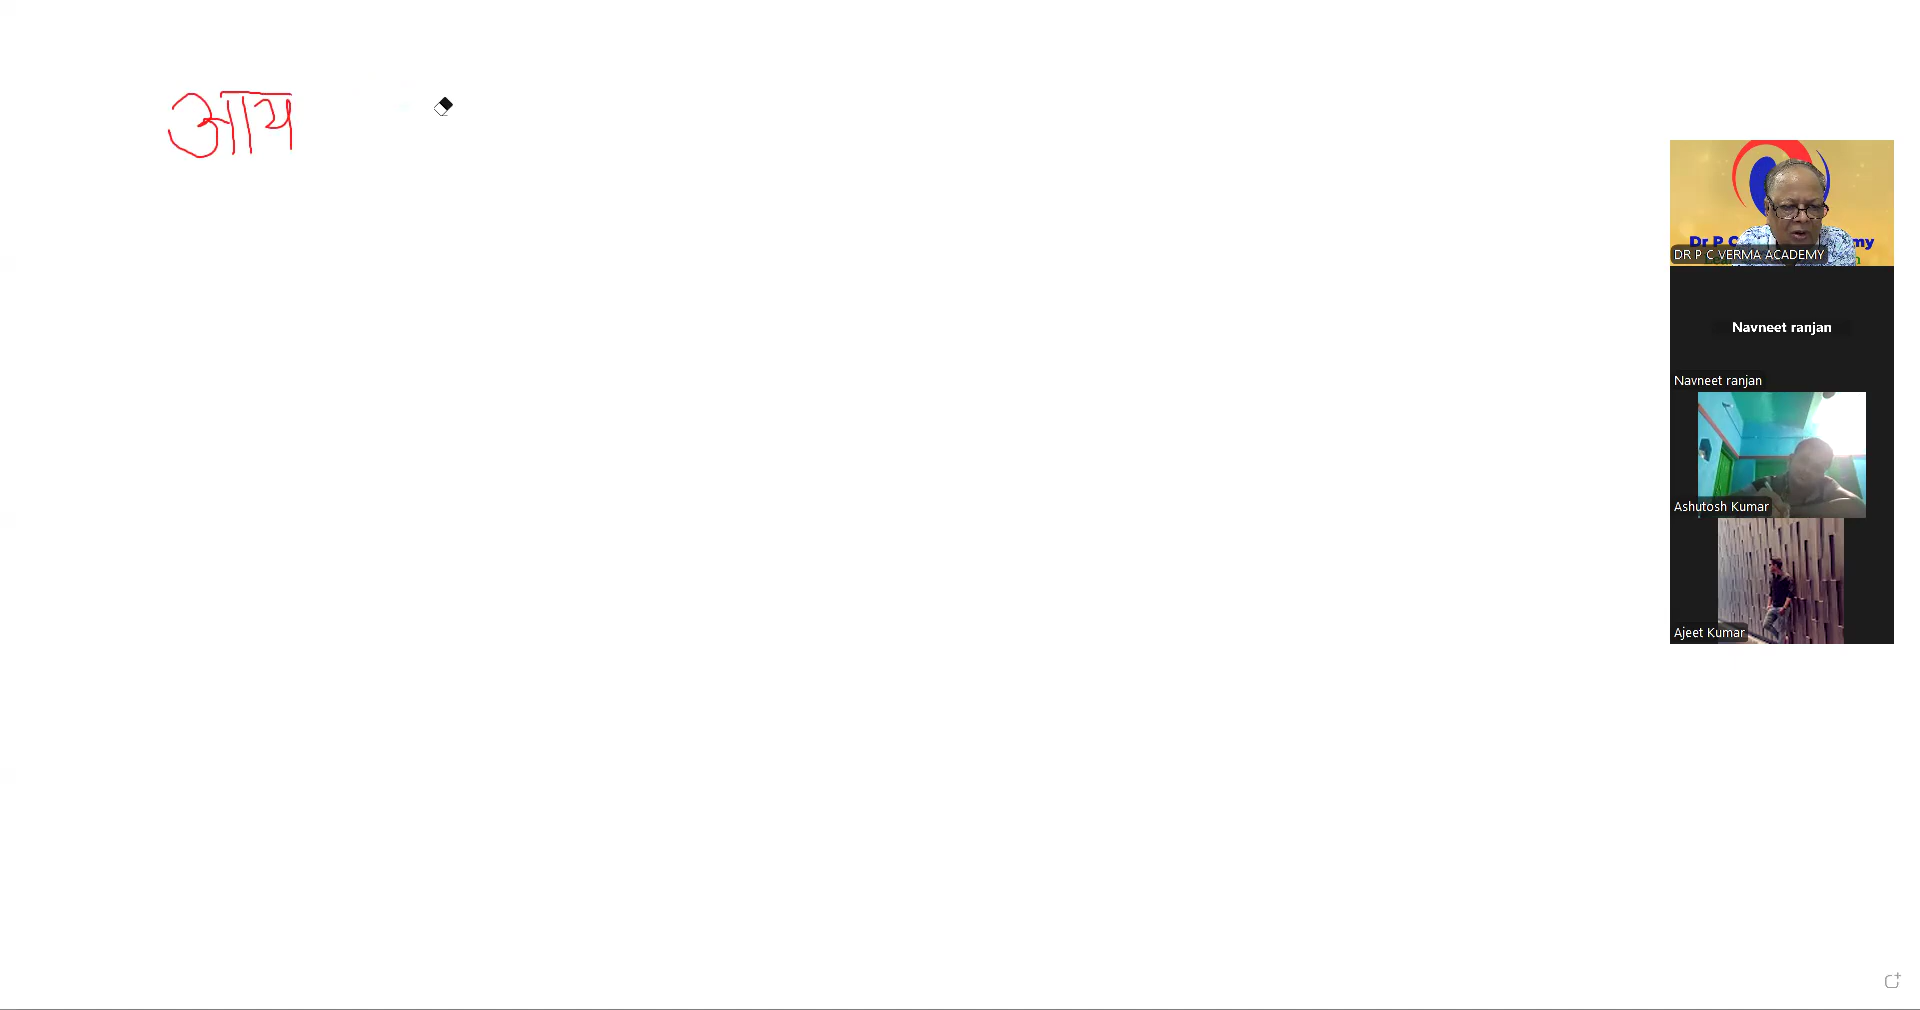 आय
DR P C VERMA ACADEMY
Navneet ranjan
Navneet ranjan
Ashutosh Kumar
Ajeet Kumar